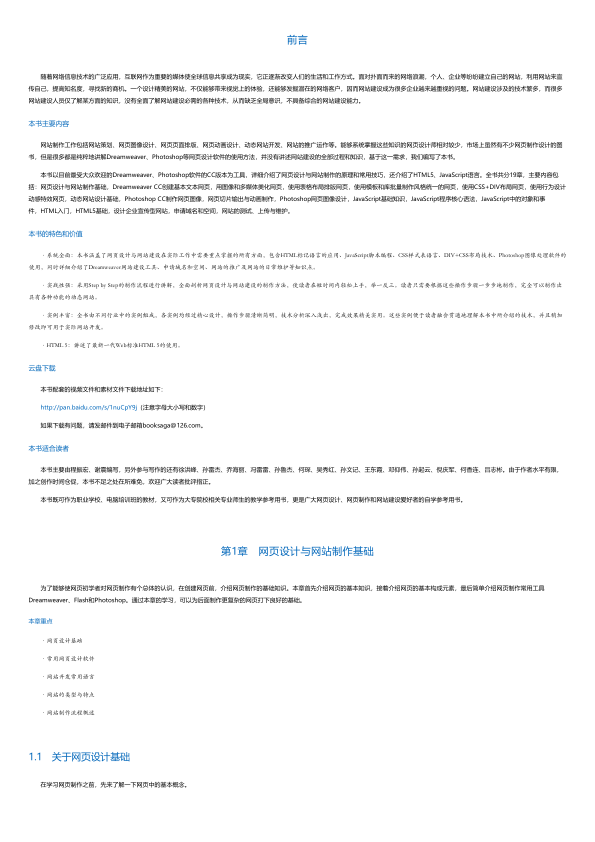 前言
随着网络信息技术的广泛应用，互联网作为重要的媒体使全球信息共享成为现实，它正逐渐改变人们的生活和工作方式。面对扑面而来的网络浪潮，个人、企业等纷纷建立自己的网站，利用网站来宣
传自己、提高知名度、寻找新的商机。一个设计精美的网站，不仅能够带来视觉上的体验，还能够发掘潜在的网络客户，因而网站建设成为很多企业越来越重视的问题。网站建设涉及的技术繁多，而很多
网站建设人员仅了解某方面的知识，没有全面了解网站建设必需的各种技术，从而缺乏全局意识，不具备综合的网站建设能力。
本书主要内容
网站制作工作包括网站策划，网页图像设计，网页页面排版，网页动画设计，动态网站开发，网站的推广运作等。能够系统掌握这些知识的网页设计师相对较少，市场上虽然有不少网页制作设计的图
书，但是很多都是纯粹地讲解Dreamweaver、Photoshop等网页设计软件的使用方法，并没有讲述网站建设的全部过程和知识，基于这一需求，我们编写了本书。
本书以目前最受大众欢迎的Dreamweaver、Photoshop软件的CC版本为工具，详细介绍了网页设计与网站制作的原理和常用技巧，还介绍了HTML5、JavaScript语言。全书共分19章，主要内容包
括：网页设计与网站制作基础，Dreamweaver CC创建基本文本网页，用图像和多媒体美化网页，使用表格布局排版网页，使用模板和库批量制作风格统一的网页，使用CSS+DIV布局网页，使用行为设计
动感特效网页，动态网站设计基础，Photoshop CC制作网页图像，网页切片输出与动画制作，Photoshop网页图像设计，JavaScript基础知识，JavaScript程序核心语法，JavaScript中的对象和事
件，HTML入门，HTML5基础，设计企业宣传型网站，申请域名和空间，网站的测试、上传与维护。
本书的特色和价值
· 系统全面：本书涵盖了网页设计与网站建设在实际工作中需要重点掌握的所有方面，包含HTML标记语言的应用、JavaScript脚本编程、CSS样式表语言、DIV+CSS布局技术、Photoshop图像处理软件的
使用，同时详细介绍了Dreamweaver网站建设工具、申请域名和空间、网站的推广及网站的日常维护等知识点。
· 实战性强：采用Step by Step的制作流程进行讲解，全面剖析网页设计与网站建设的制作方法，使读者在短时间内轻松上手，举一反三。读者只需要根据这些操作步骤一步步地制作，完全可以制作出
具有各种功能的动态网站。
· 实例丰富：全书由不同行业中的实例组成，各实例均经过精心设计，操作步骤清晰简明，技术分析深入浅出，完成效果精美实用。这些实例便于读者融会贯通地理解本书中所介绍的技术，并且稍加
修改即可用于实际网站开发。
· HTML 5：讲述了最新一代Web标准HTML 5的使用。
云盘下载
本书配套的视频文件和素材文件下载地址如下：
http://pan.baidu.com/s/1nuCpY9j（注意字母大小写和数字）
如果下载有问题，请发邮件到电子邮箱booksaga@126.com。
本书适合读者
本书主要由程振宏、谢震编写，另外参与写作的还有徐洪峰、孙雷杰、乔海丽、冯雷雷、孙鲁杰、何琛、吴秀红、孙文记、王东霞、邓仰伟、孙起云、倪庆军、何香连、吕志彬。由于作者水平有限，
加之创作时间仓促，本书不足之处在所难免，欢迎广大读者批评指正。
本书既可作为职业学校、电脑培训班的教材，又可作为大专院校相关专业师生的教学参考用书，更是广大网页设计、网页制作和网站建设爱好者的自学参考用书。
第1章　网页设计与网站制作基础
为了能够使网页初学者对网页制作有个总体的认识，在创建网页前，介绍网页制作的基础知识。本章首先介绍网页的基本知识，接着介绍网页的基本构成元素，最后简单介绍网页制作常用工具
Dreamweaver、Flash和Photoshop。通过本章的学习，可以为后面制作更复杂的网页打下良好的基础。
本章重点
· 网页设计基础
· 常用网页设计软件
· 网站开发常用语言
· 网站的类型与特点
· 网站制作流程概述
1.1　关于网页设计基础
在学习网页制作之前，先来了解一下网页中的基本概念。